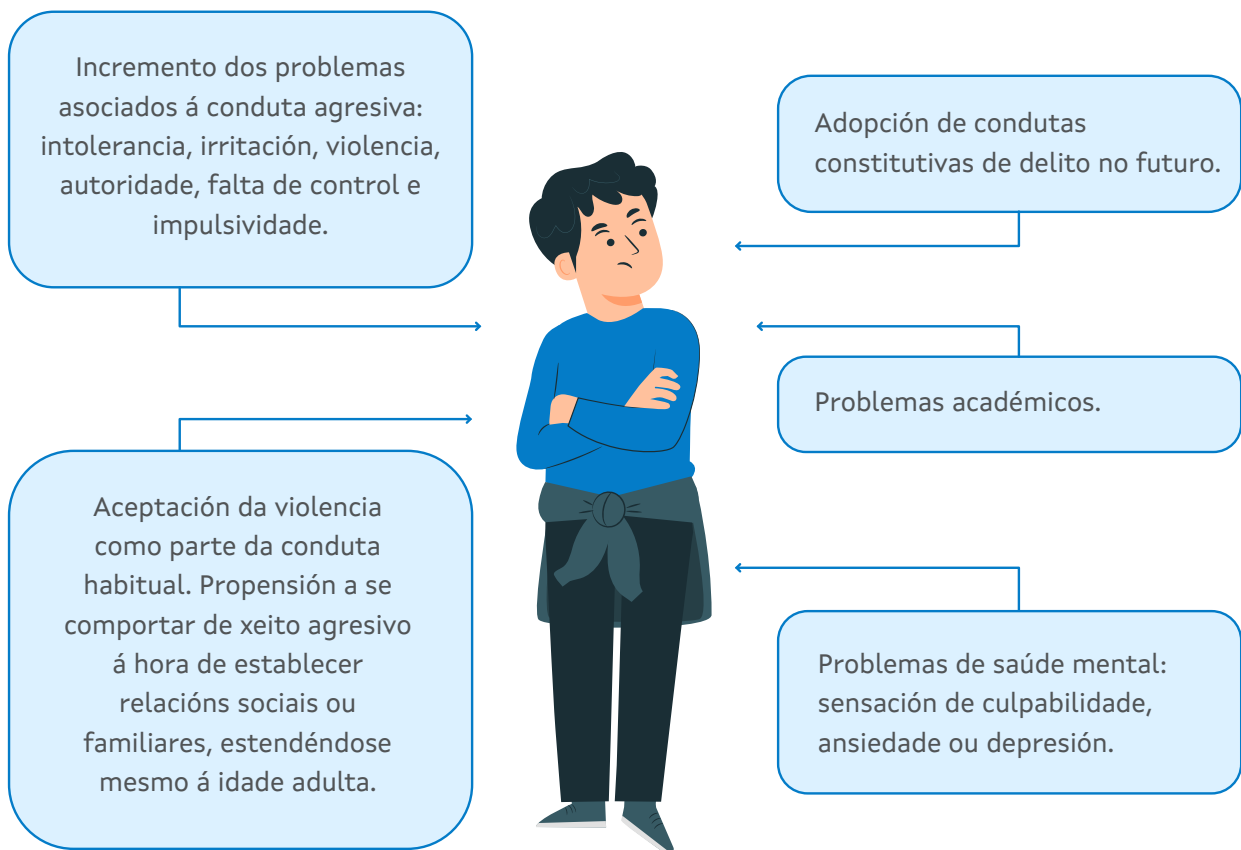 Incremento dos problemas
asociados á conduta agresiva:
intolerancia, irritación, violencia,
autoridade, falta de control e
impulsividade.
Adopción de condutas
constitutivas de delito no futuro.
Problemas académicos.
Aceptación da violencia
como parte da conduta
habitual. Propensión a se
comportar de xeito agresivo
á hora de establecer
relacións sociais ou
familiares, estendéndose
mesmo á idade adulta.
Problemas de saúde mental:
sensación de culpabilidade,
ansiedade ou depresión.